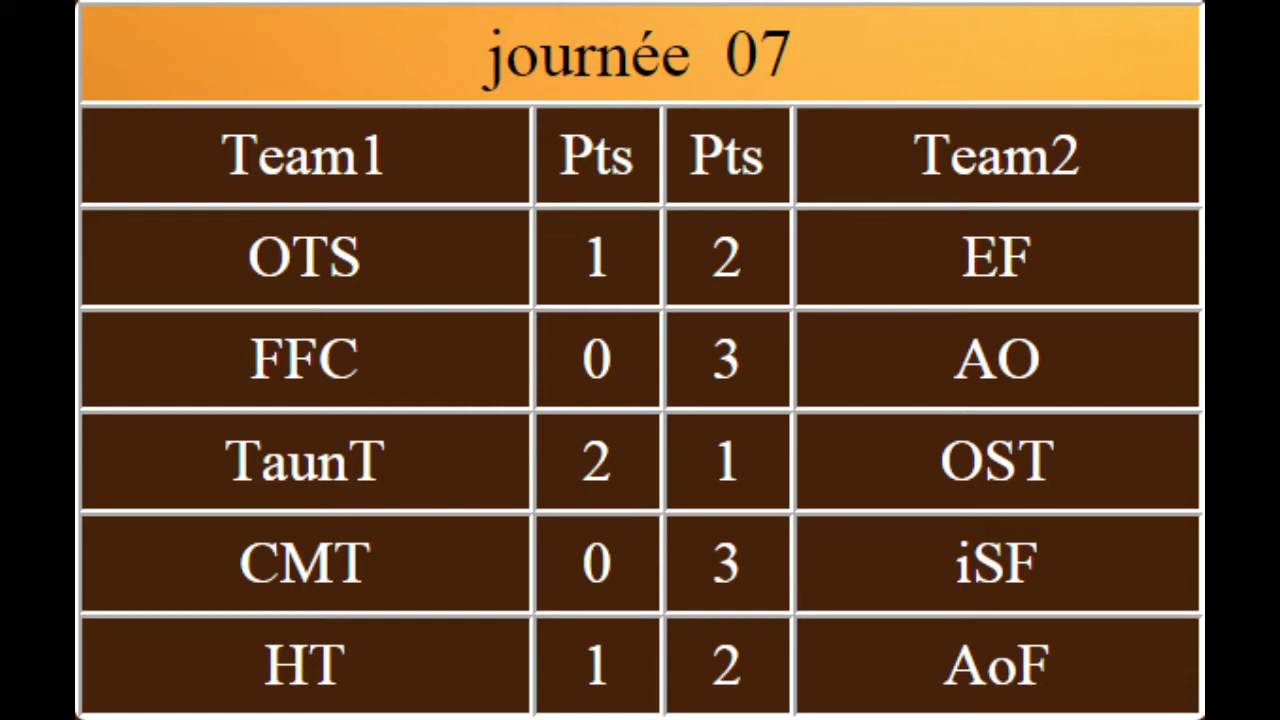 journée 07
Team1 Pts Pts Team2
OTS 1 2 EF
FFC 0 3 AO
TaunT 2 1 OST
CMT 0 3 iSF
HT 1 2 AoF